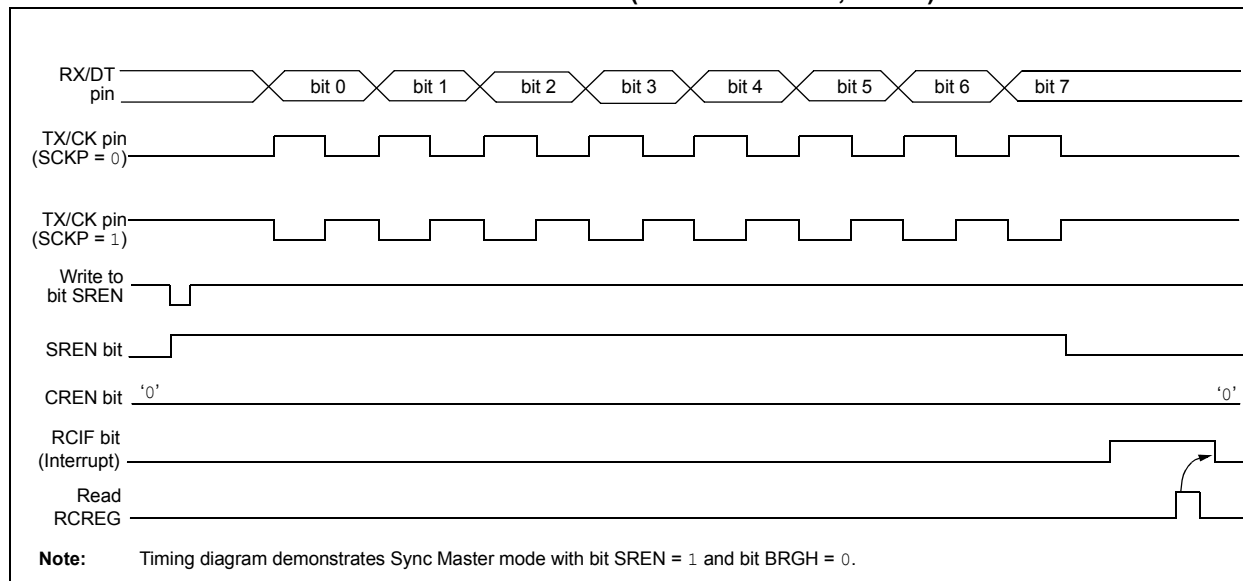 RX/DT
pin
bit 0 bit 1 bit 2 bit 3 bit 4 bit 5 bit 6 bit 7
TX/CK pin
(SCKP = 0)
TX/CK pin
(SCKP = 1)
Write to
bit SREN
SREN bit
CREN bit ‘0’ ‘0’
RCIF bit
(Interrupt)
Read
RCREG
Note: Timing diagram demonstrates Sync Master mode with bit SREN = 1 and bit BRGH = 0.